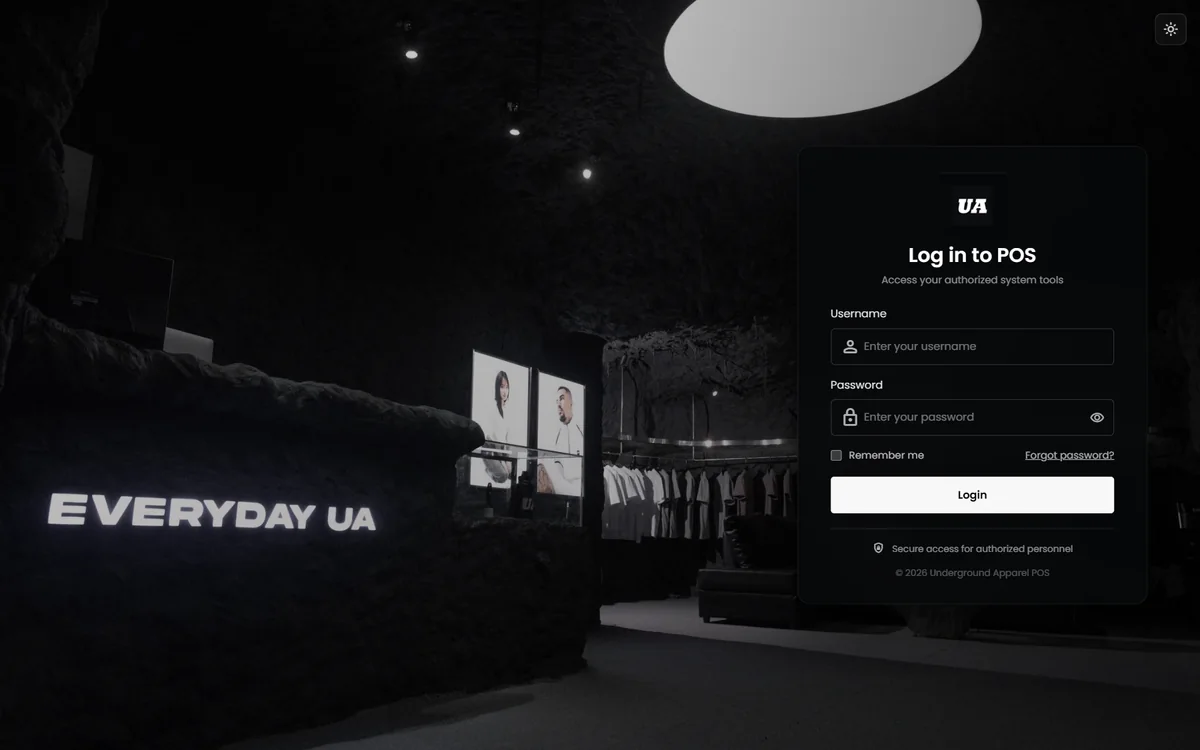 UA
Log in to POS
Access your authorized system tools
Username
Enter your username
Password
Enter your password
Remember me
Forgot password?
Login
Secure access for authorized personnel
© 2026 Underground Apparel POS
EVERYDAY UA